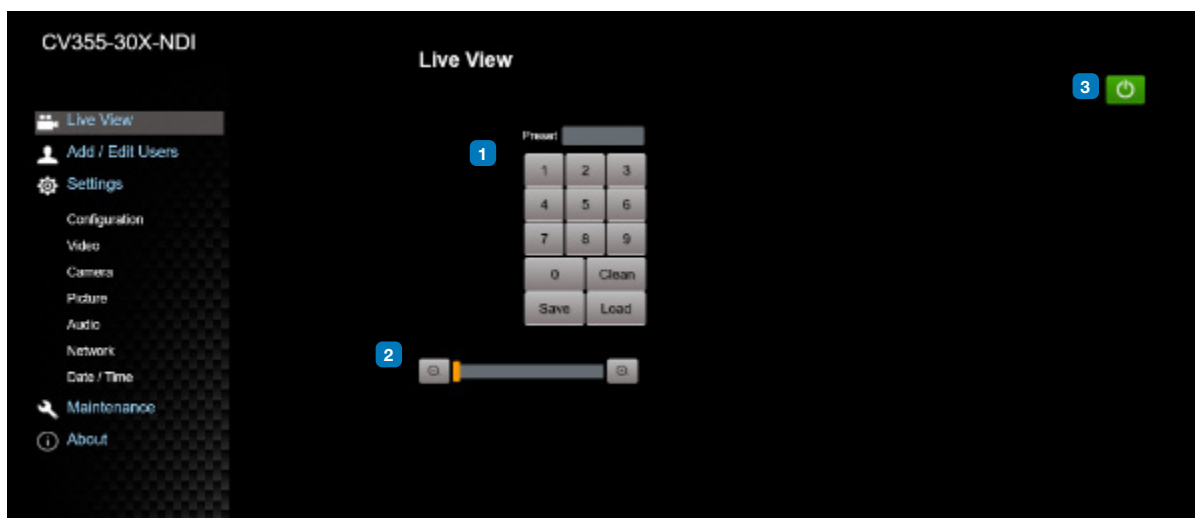 CV355-30X-NDI
Live View
3
Live View
Add / Edit Users
Settings
Configuration
Video
Camera
Picture
Audio
Network
Date / Time
Maintenance
About
1
Preset
1 2 3
4 5 6
7 8 9
0 Clean
Save Load
2